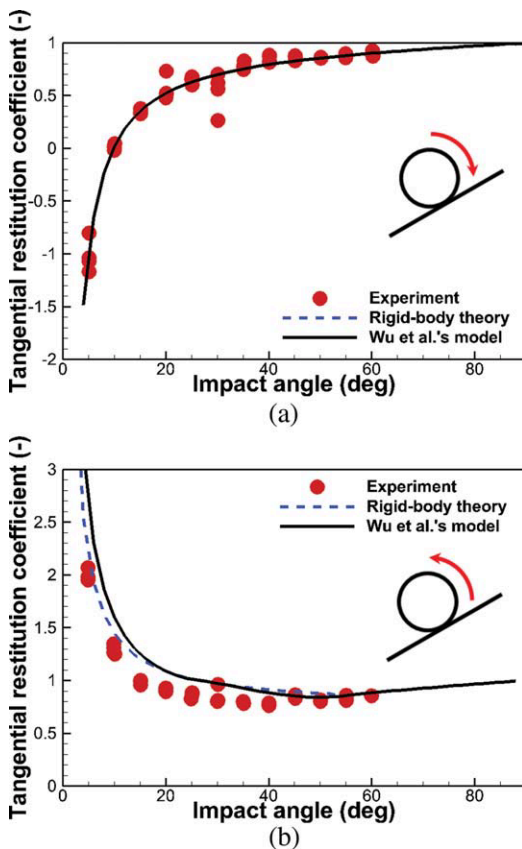 (a)
Tangential restitution coefficient (-)
1
0.5
0
-0.5
-1
-1.5
-2
Experiment
Rigid-body theory
Wu et al.'s model
0 20 40 60 80
Impact angle (deg)
(a)
Tangential restitution coefficient (-)
3
2.5
2
1.5
1
0.5
0
Experiment
Rigid-body theory
Wu et al.'s model
0 20 40 60 80
Impact angle (deg)
(b)